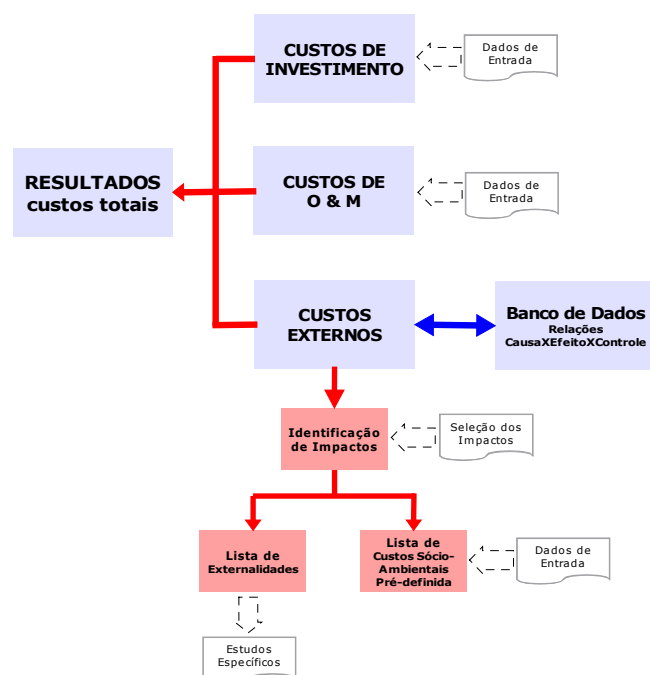 CUSTOS DE
INVESTIMENTO
Dados de
Entrada
RESULTADOS
custos totais
CUSTOS DE
O & M
Dados de
Entrada
CUSTOS
EXTERNOS
Banco de Dados
Relações
CausaXEfeitoXControle
Identificação
de Impactos
Seleção dos
Impactos
Lista de
Externalidades
Lista de
Custos Sócio-
Ambientais
Pré-definida
Dados de
Entrada
Estudos
Específicos